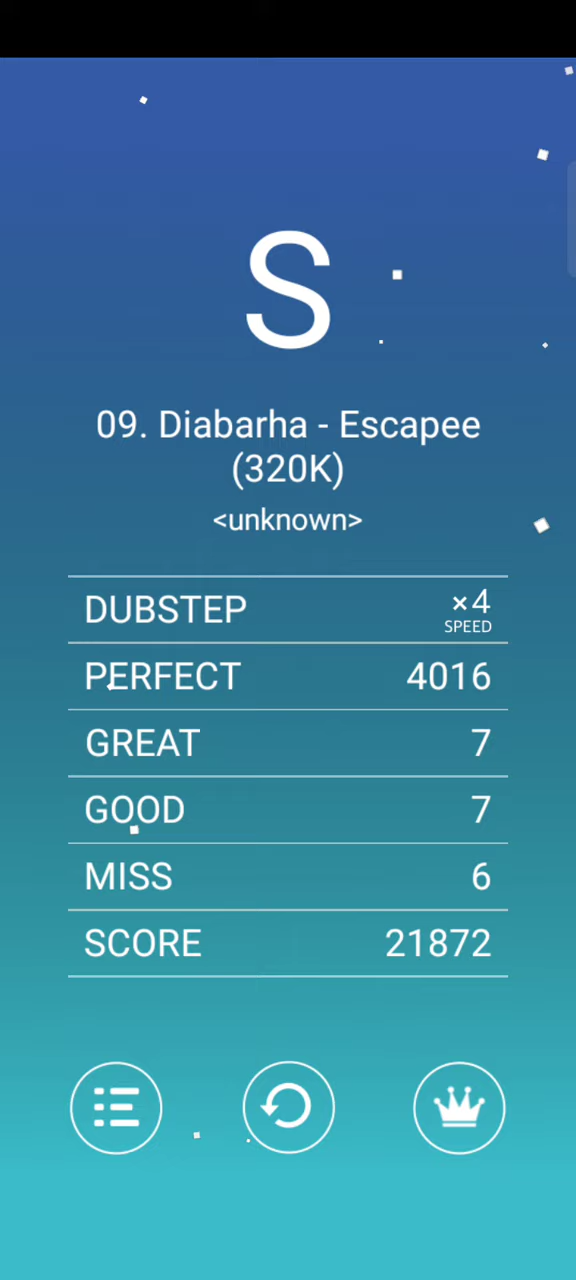 S
09. Diabarha - Escapee
(320K)
<unknown>
DUBSTEP ×4
SPEED
PERFECT 4016
GREAT 7
GOOD 7
MISS 6
SCORE 21872